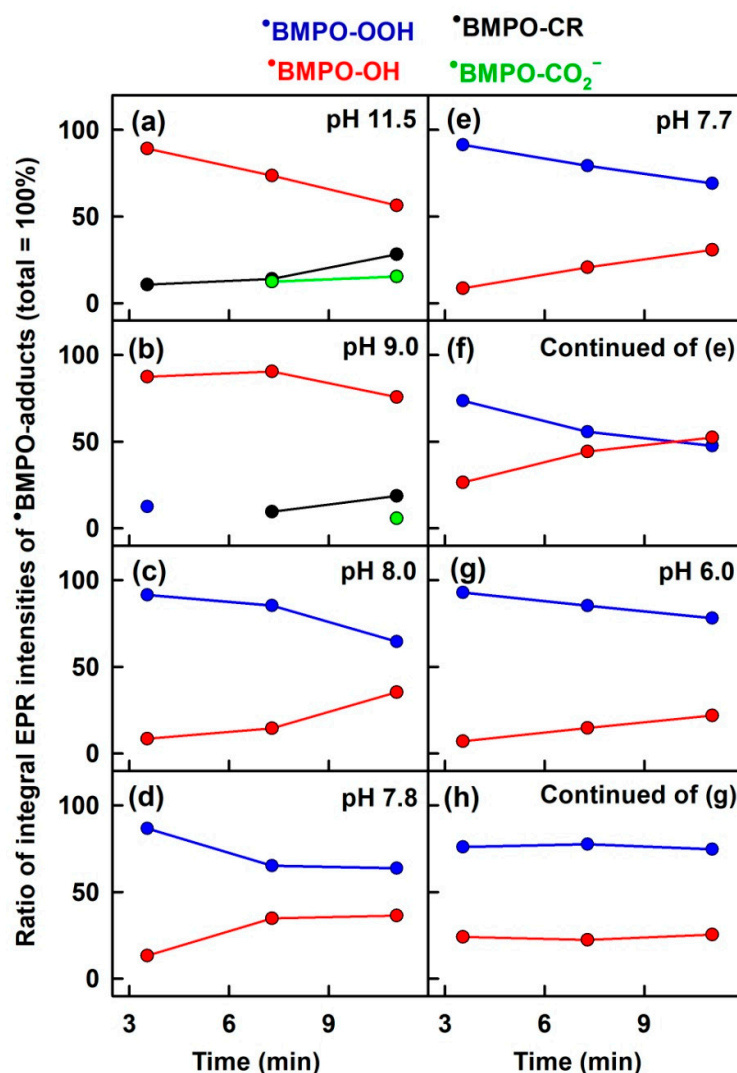 •BMPO-OOH •BMPO-CR
•BMPO-OH •BMPO-CO₂⁻
Ratio of integral EPR intensities of •BMPO-adducts (total = 100%)
(a) pH 11.5
100
50
0
(e) pH 7.7
(b) pH 9.0
100
50
0
(f) Continued of (e)
(c) pH 8.0
100
50
0
(g) pH 6.0
(d) pH 7.8
100
50
0
(h) Continued of (g)
3 6 9 3 6 9
Time (min) Time (min)